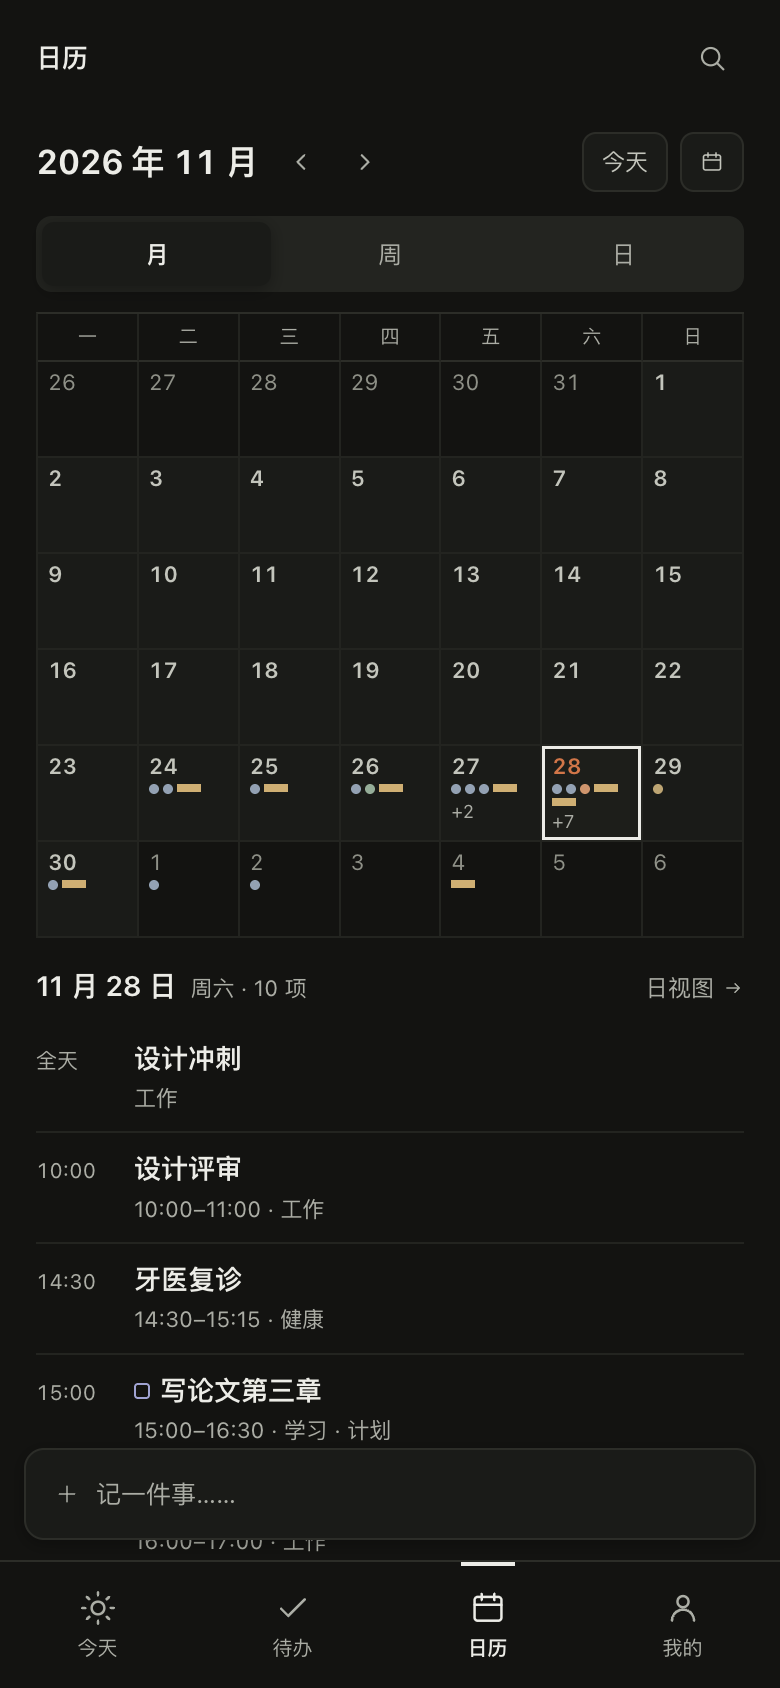 日历
2026 年 11 月
今天
月 周 日
一 二 三 四 五 六 日
26 27 28 29 30 31 1
2 3 4 5 6 7 8
9 10 11 12 13 14 15
16 17 18 19 20 21 22
23 24 25 26 27 28 29
+2 +7
30 1 2 3 4 5 6
11 月 28 日 周六 · 10 项 日视图 →
全天 设计冲刺
工作
10:00 设计评审
10:00–11:00 · 工作
14:30 牙医复诊
14:30–15:15 · 健康
15:00 写论文第三章
15:00–16:30 · 学习 · 计划
+ 记一件事……
16:00–17:00 · 工作
今天 待办 日历 我的